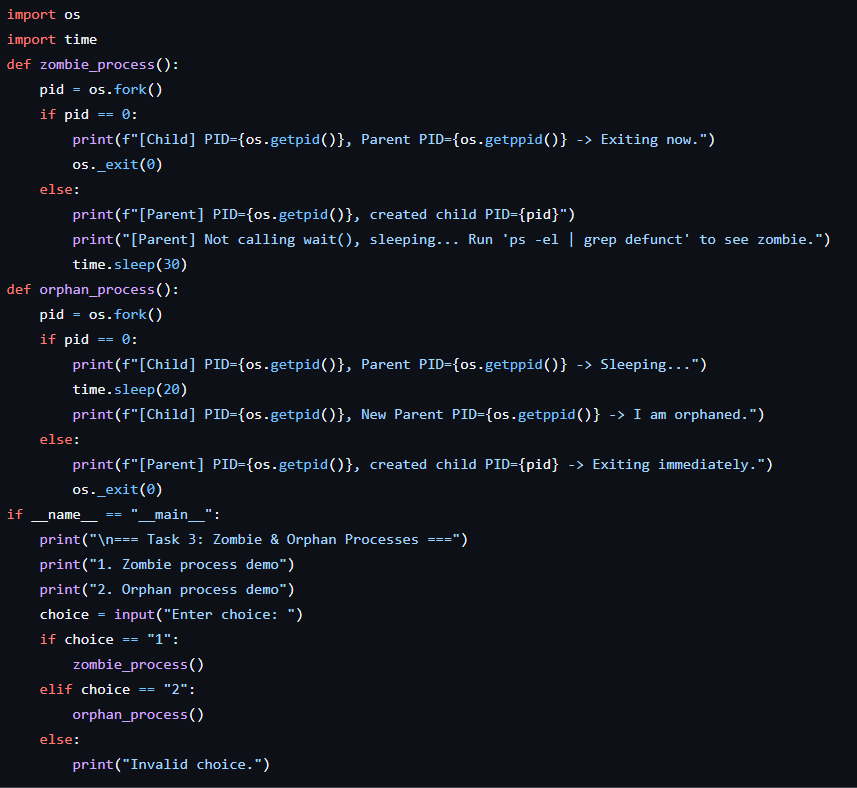 import os
import time
def zombie_process():
    pid = os.fork()
    if pid == 0:
        print(f"[Child] PID={os.getpid()}, Parent PID={os.getppid()} -> Exiting now.")
        os._exit(0)
    else:
        print(f"[Parent] PID={os.getpid()}, created child PID={pid}")
        print("[Parent] Not calling wait(), sleeping... Run 'ps -el | grep defunct' to see zombie.")
        time.sleep(30)
def orphan_process():
    pid = os.fork()
    if pid == 0:
        print(f"[Child] PID={os.getpid()}, Parent PID={os.getppid()} -> Sleeping...")
        time.sleep(20)
        print(f"[Child] PID={os.getpid()}, New Parent PID={os.getppid()} -> I am orphaned.")
    else:
        print(f"[Parent] PID={os.getpid()}, created child PID={pid} -> Exiting immediately.")
        os._exit(0)
if __name__ == "__main__":
    print("\n=== Task 3: Zombie & Orphan Processes ===")
    print("1. Zombie process demo")
    print("2. Orphan process demo")
    choice = input("Enter choice: ")
    if choice == "1":
        zombie_process()
    elif choice == "2":
        orphan_process()
    else:
        print("Invalid choice.")